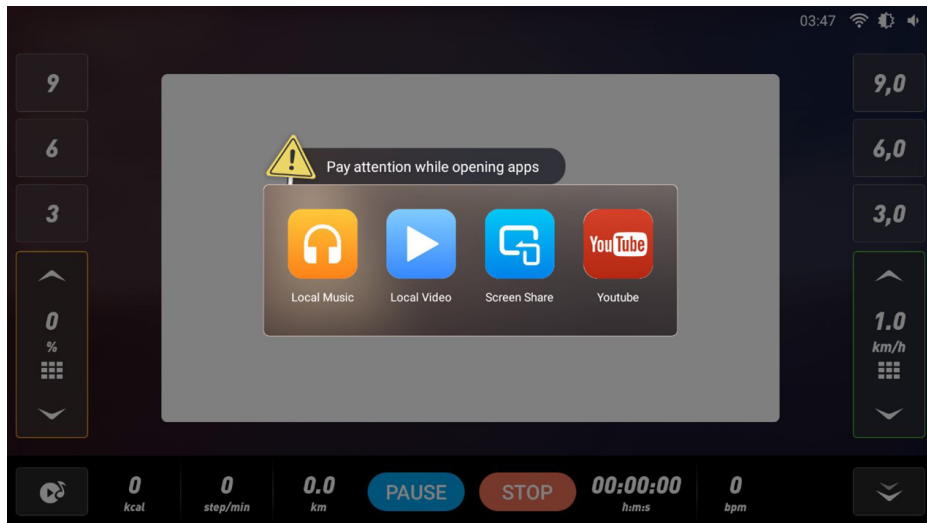 03:47
9
6
3
0
%
Pay attention while opening apps
Local Music
Local Video
Screen Share
YouTube
Youtube
9,0
6,0
3,0
1.0
km/h
0
kcal
0
step/min
0.0
km
PAUSE
STOP
00:00:00
h:m:s
0
bpm